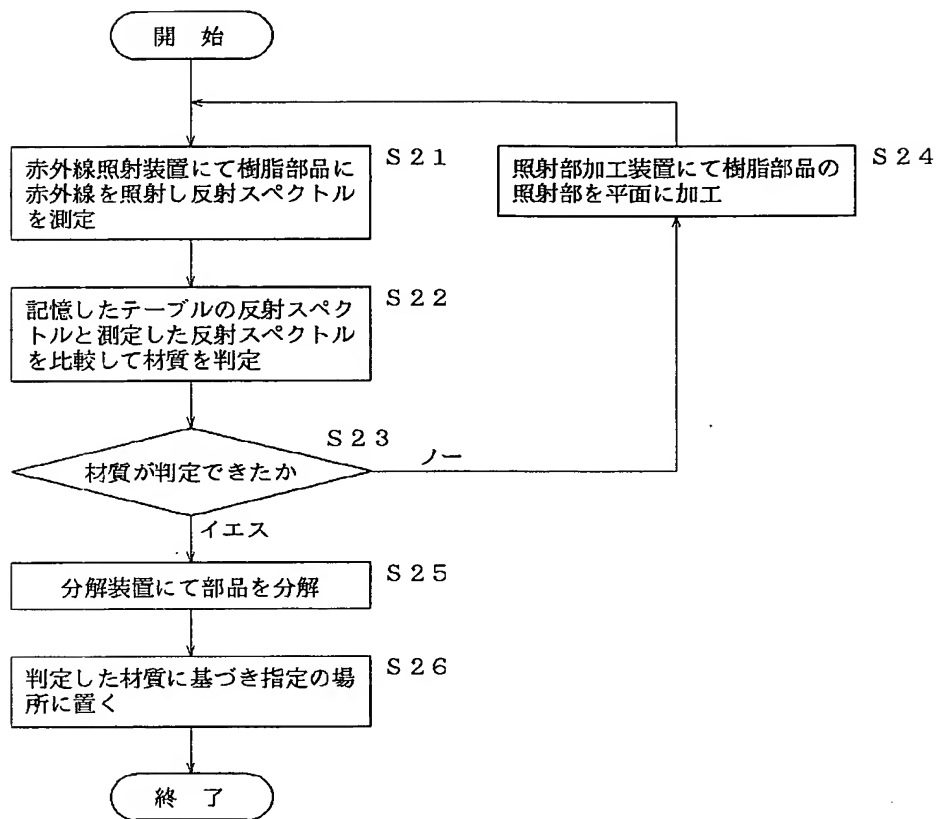 開 始
S21
赤外線照射装置にて樹脂部品に
赤外線を照射し反射スペクトル
を測定
S24
照射部加工装置にて樹脂部品の
照射部を平面に加工
S22
記憶したテーブルの反射スペク
トルと測定した反射スペクトル
を比較して材質を判定
S23
材質が判定できたか
ノー
イエス
S25
分解装置にて部品を分解
S26
判定した材質に基づき指定の場
所に置く
終 了